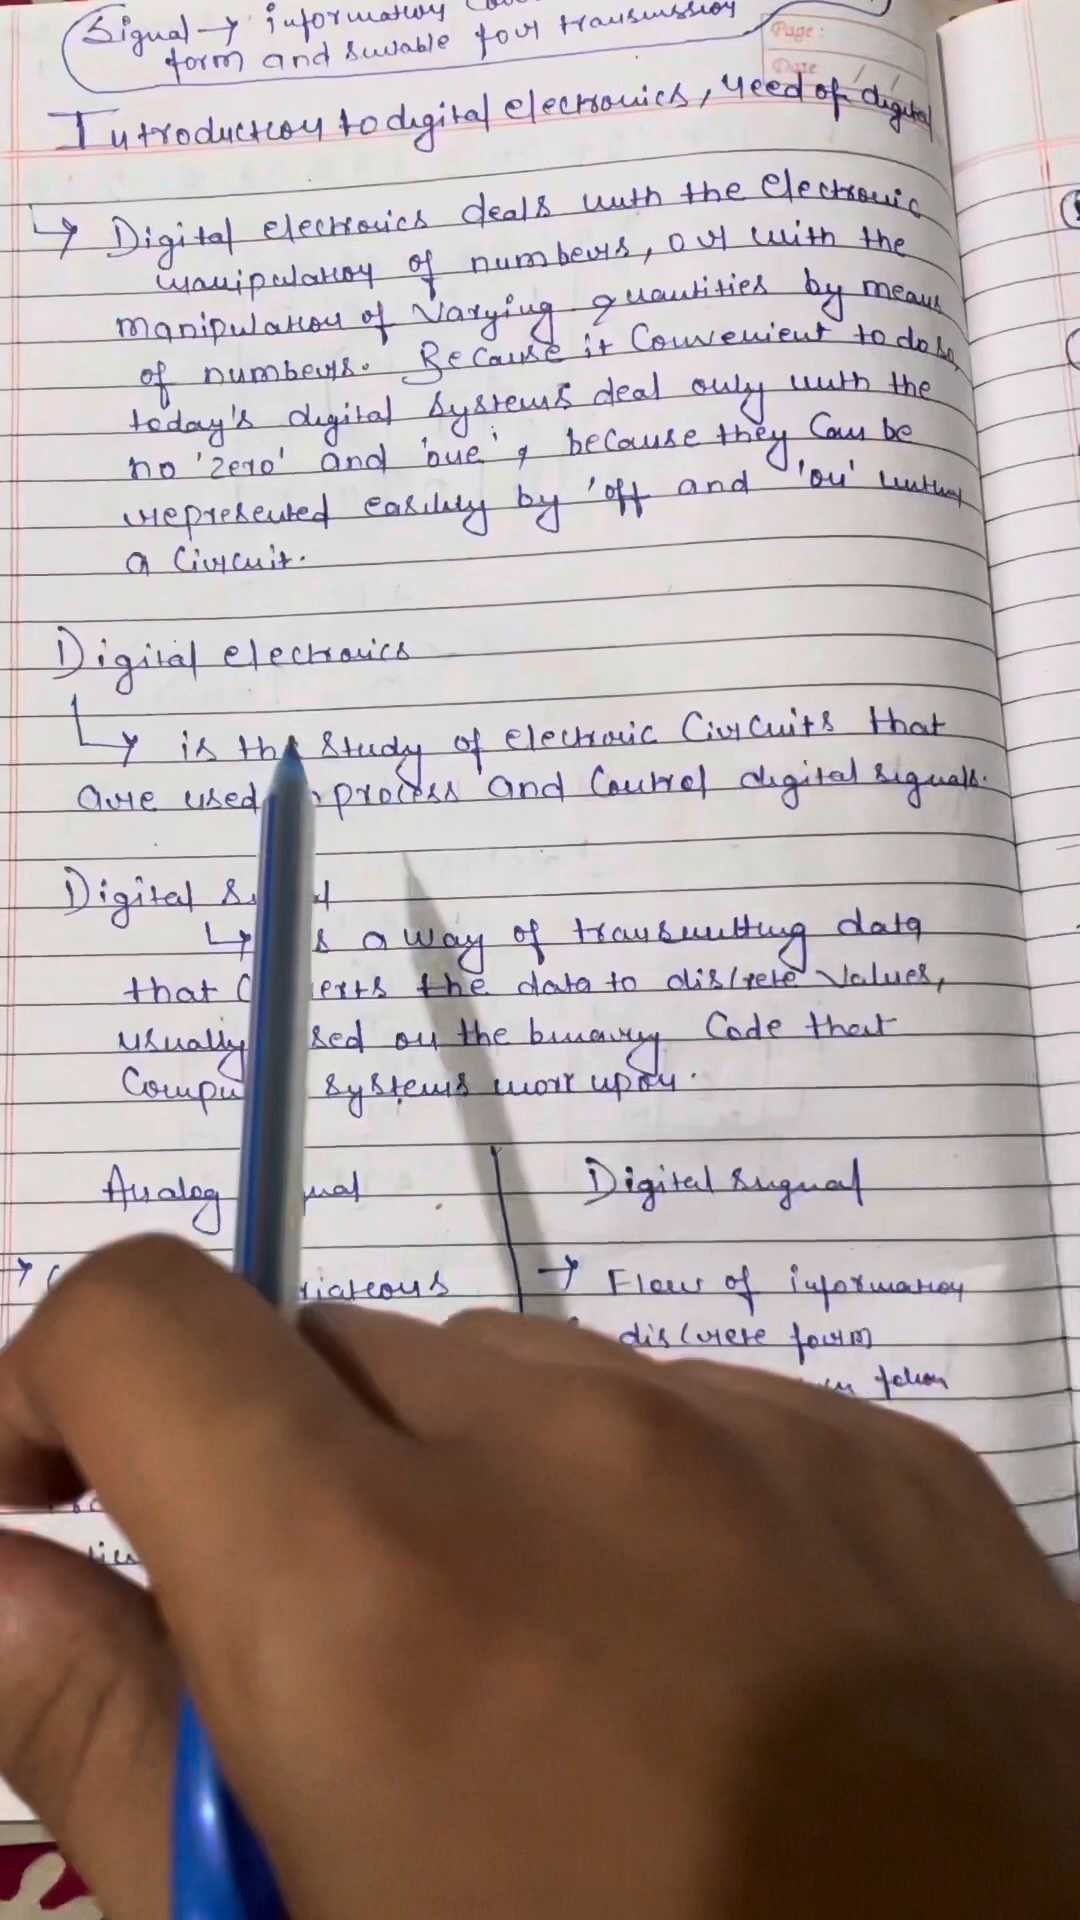 Signal → information
form and suitable for transmission
Page:
Date / /
Introduction to digital electronics, need of digital
→ Digital electronics deals with the electronic
manipulation of numbers, or with the
manipulation of varying quantities by means
of numbers. Because it convenient to do so,
today's digital systems deal only with the
no 'zero' and 'one', because they can be
represented easily by 'off and 'on' within
a circuit.
Digital electronics
↳ is the study of electronic circuits that
are used process and control digital signals.
Digital
↳ a way of transmitting data
that the data to discrete values,
usually on the binary code that
systems work upon.
Analog
Digital signal
→
→ Flow of information
discrete form